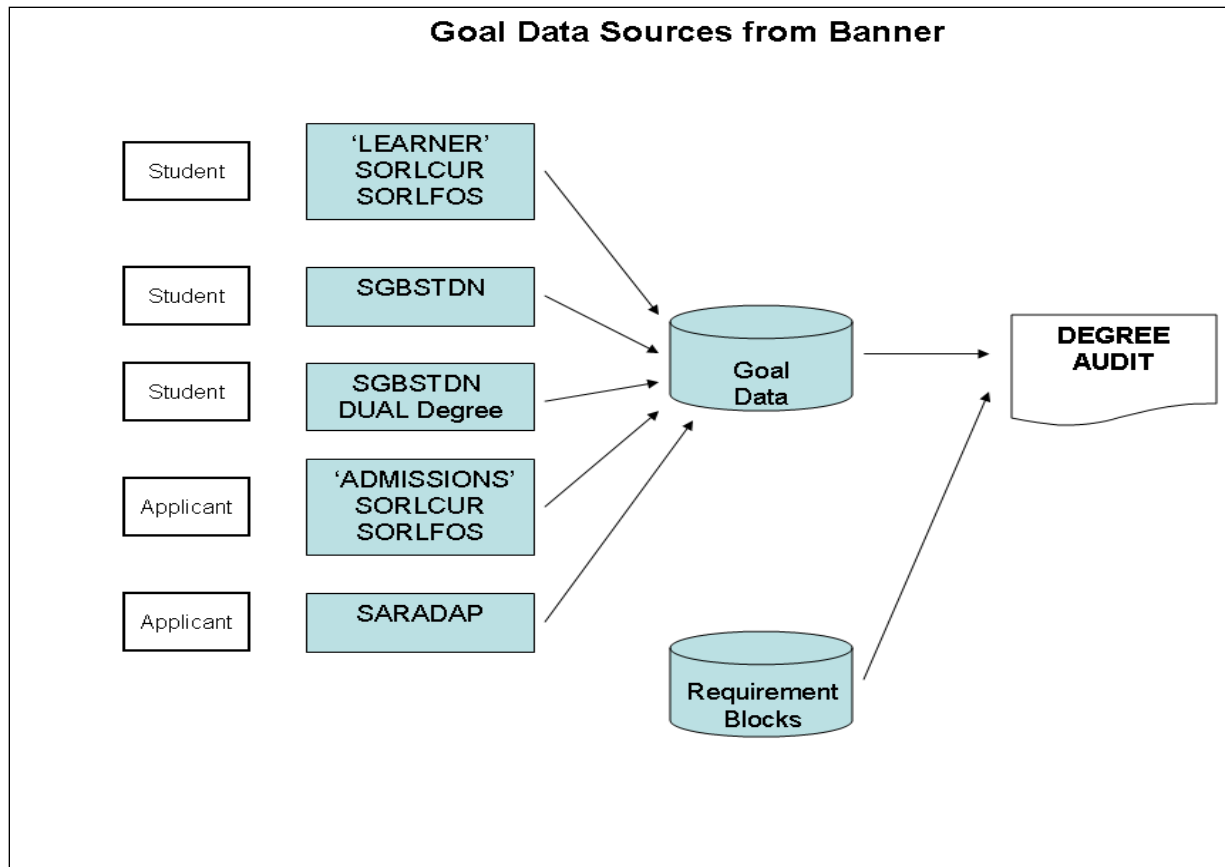 Goal Data Sources from Banner
Student
‘LEARNER’
SORLCUR
SORLFOS
Student
SGBSTDN
Student
SGBSTDN
DUAL Degree
Applicant
‘ADMISSIONS’
SORLCUR
SORLFOS
Applicant
SARADAP
Goal
Data
Requirement
Blocks
DEGREE
AUDIT